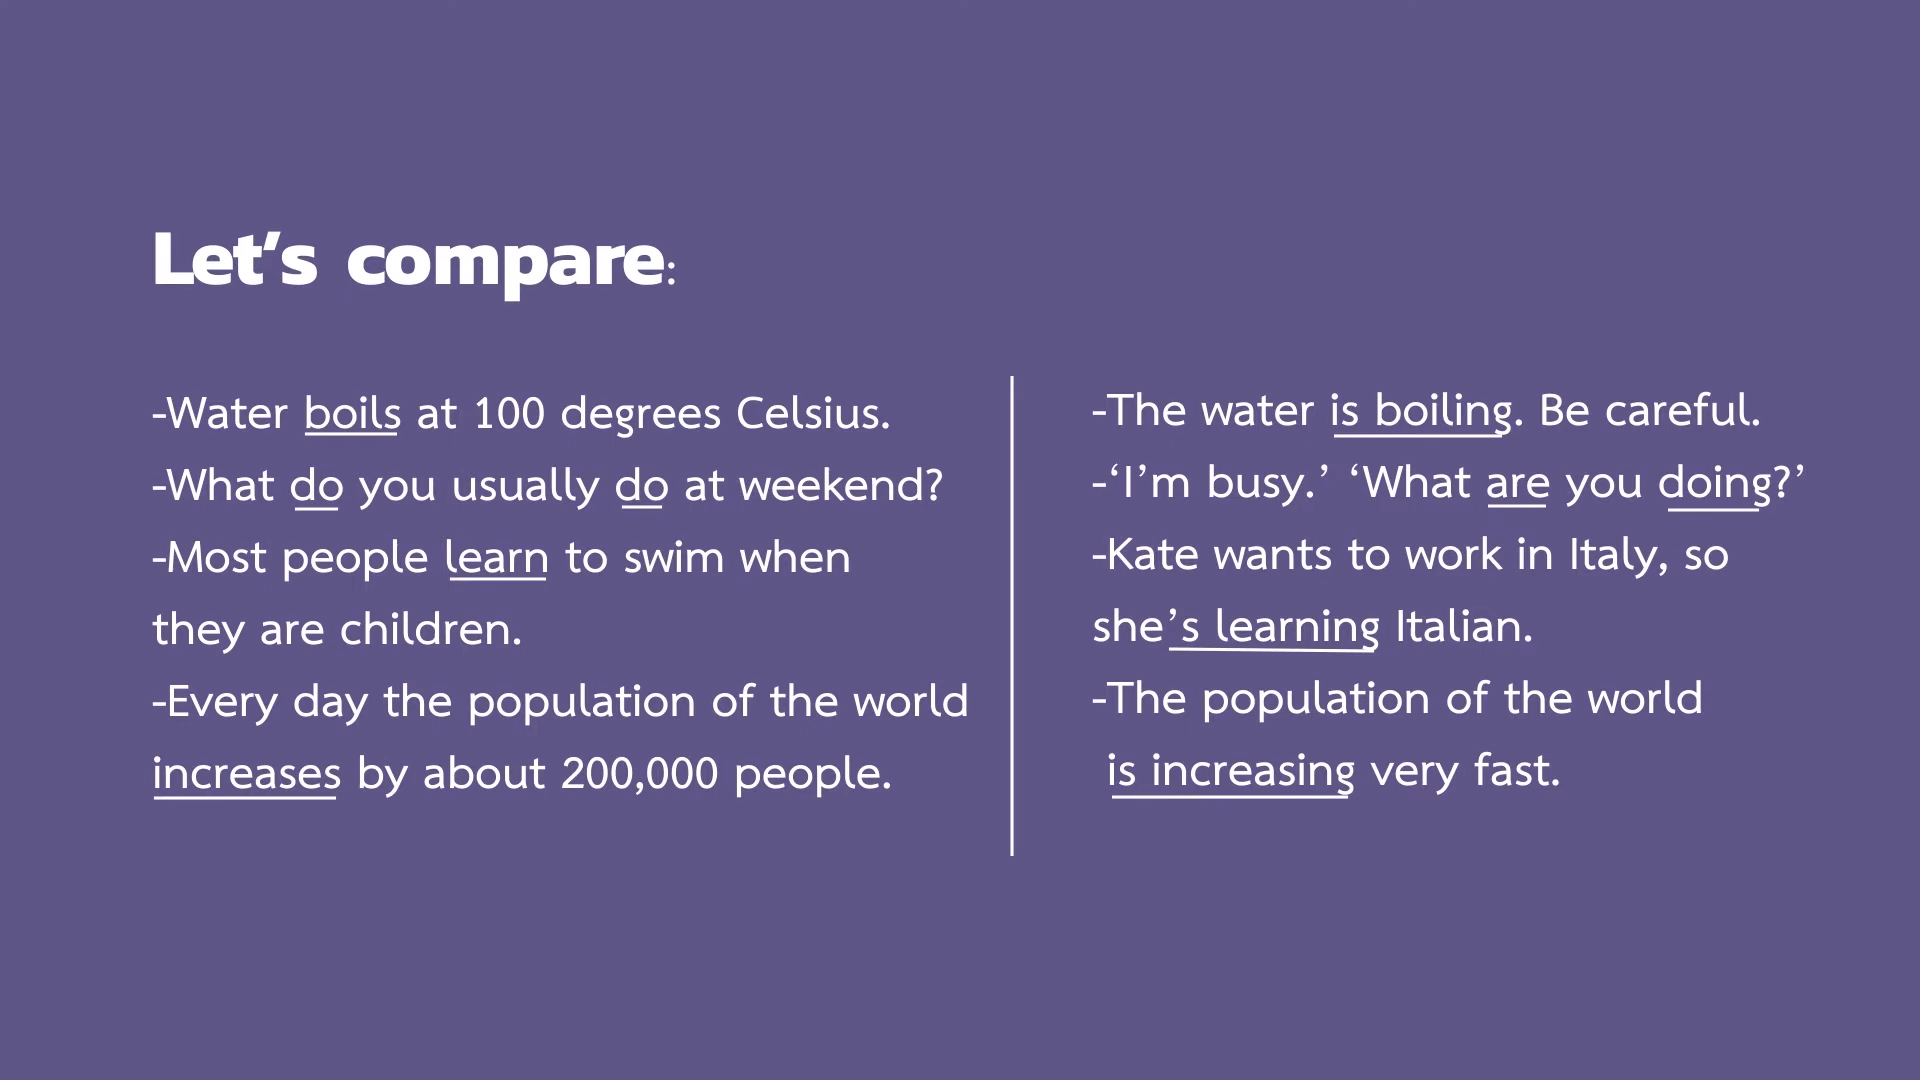 Let's compare:
-Water boils at 100 degrees Celsius.
-What do you usually do at weekend?
-Most people learn to swim when
they are children.
-Every day the population of the world
increases by about 200,000 people.
-The water is boiling. Be careful.
-‘I’m busy.’ ‘What are you doing?’
-Kate wants to work in Italy, so
she’s learning Italian.
-The population of the world
is increasing very fast.